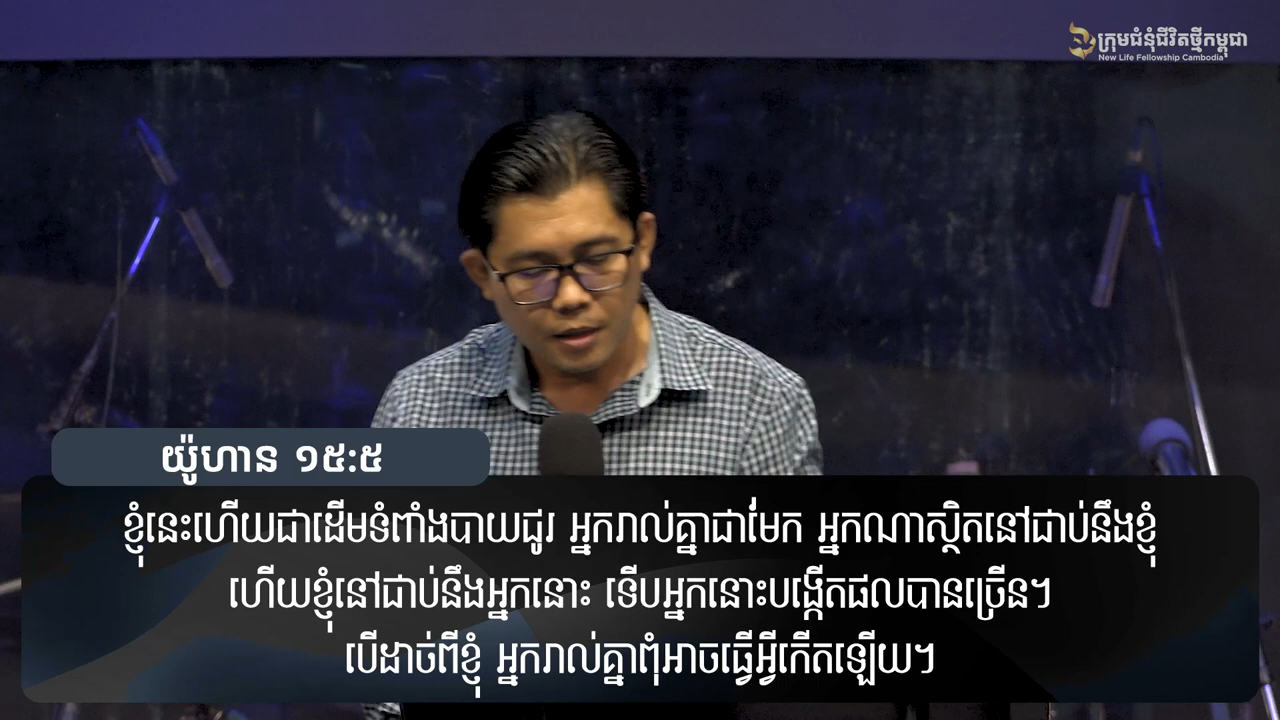 ក្រុមជំនុំជីវិតថ្មីកម្ពុជា
New Life Fellowship Cambodia
យ៉ូហាន ១៥:៥
ខ្ញុំនេះហើយជាដើមទំពាំងបាយជូរ អ្នករាល់គ្នាជាមែក អ្នកណាស្ថិតនៅជាប់នឹងខ្ញុំ
ហើយខ្ញុំនៅជាប់នឹងអ្នកនោះ ទើបអ្នកនោះបង្កើតផលបានច្រើន។
បើដាច់ពីខ្ញុំ អ្នករាល់គ្នាពុំអាចធ្វើអ្វីកើតឡើយ។